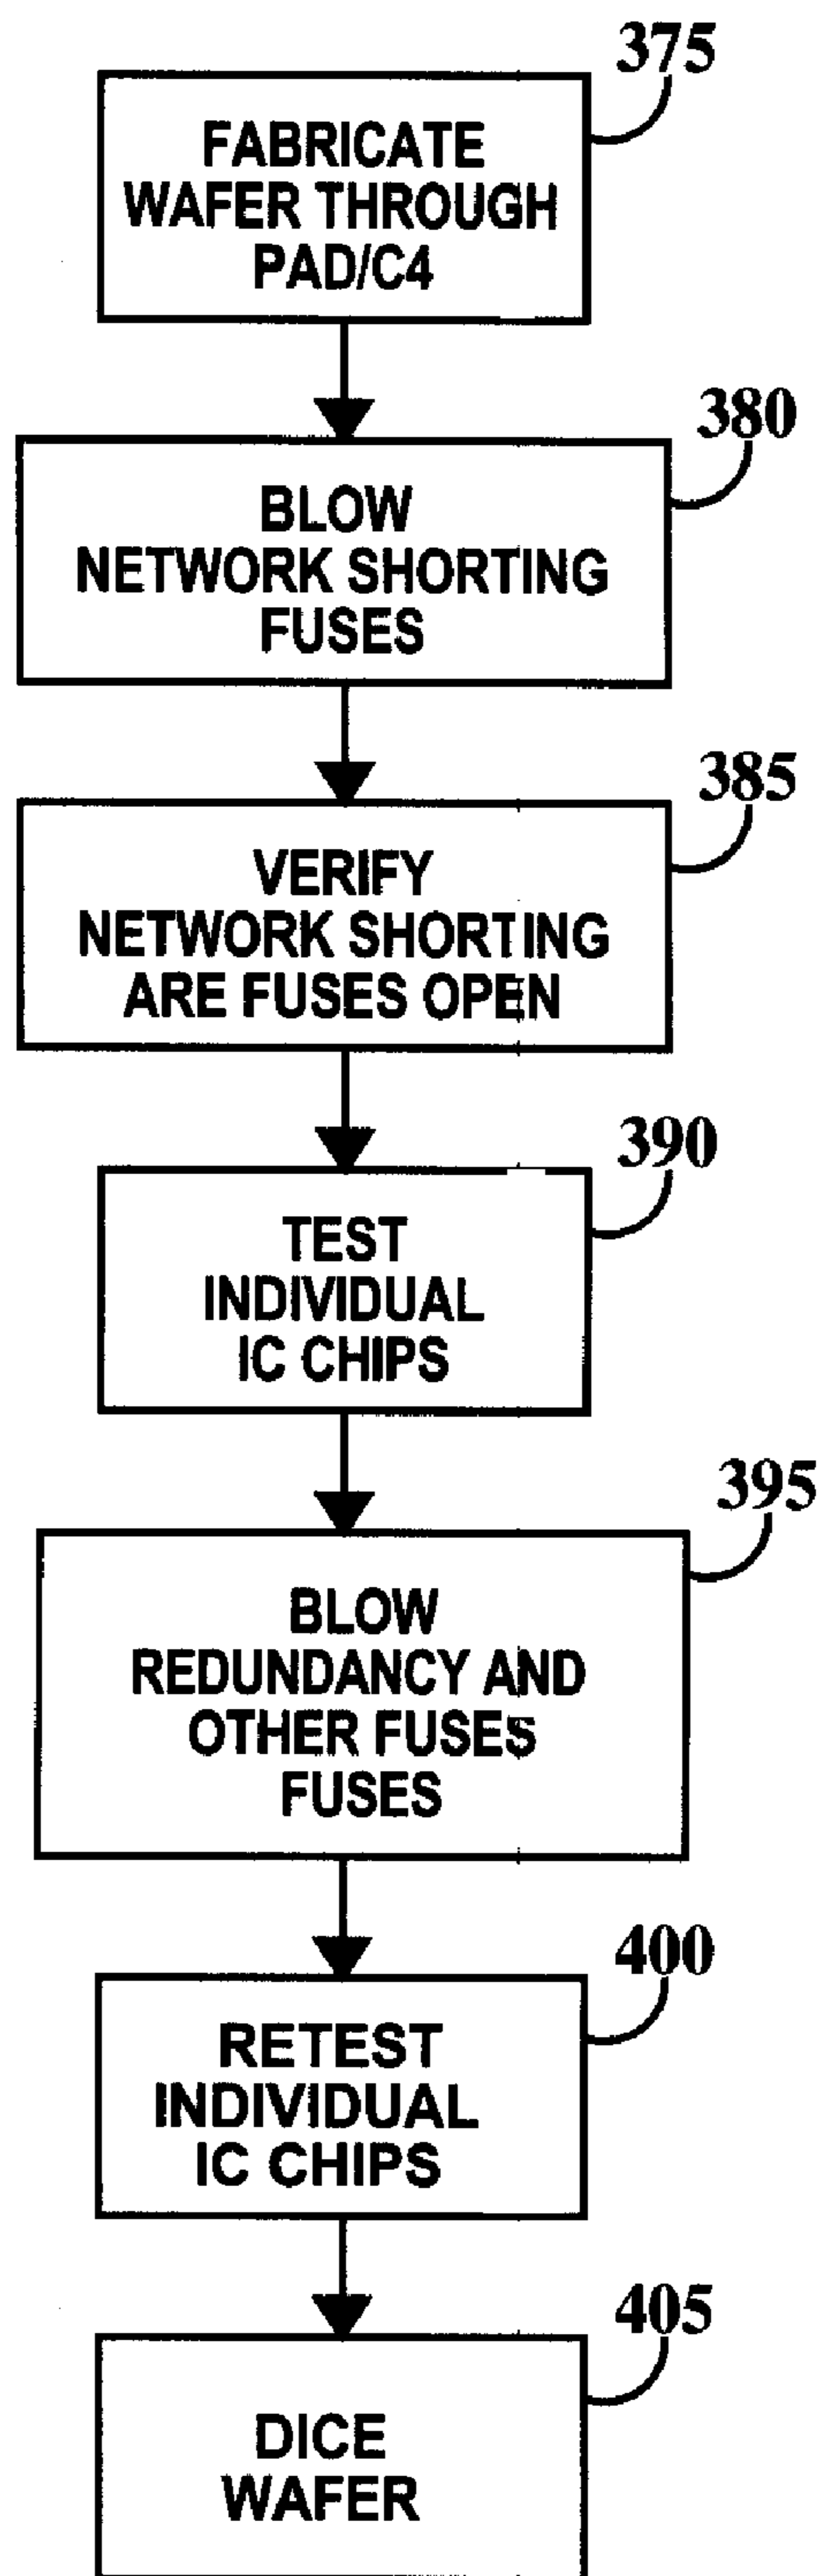 375
FABRICATE
WAFER THROUGH
PAD/C4
380
BLOW
NETWORK SHORTING
FUSES
385
VERIFY
NETWORK SHORTING
ARE FUSES OPEN
390
TEST
INDIVIDUAL
IC CHIPS
395
BLOW
REDUNDANCY AND
OTHER FUSES
FUSES
400
RETEST
INDIVIDUAL
IC CHIPS
405
DICE
WAFER